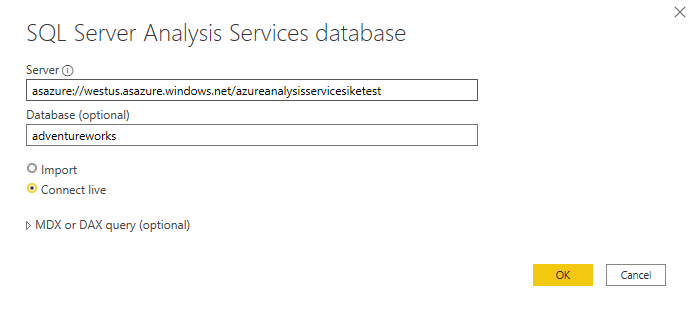 SQL Server Analysis Services database
Server
asazure://westus.asazure.windows.net/azureanalysisservicesiketest
Database (optional)
adventureworks
Import
Connect live
MDX or DAX query (optional)
OK
Cancel